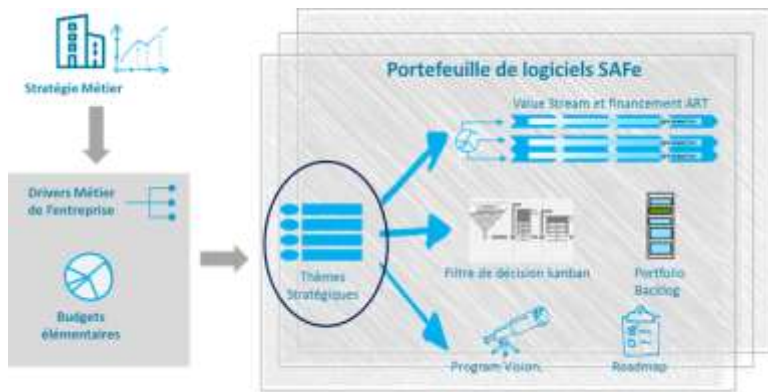 Portefeuille de logiciels SAFe
Stratégie Métier
Value Stream et financement ART
Drivers Métier
de l'entreprise
Thèmes
Stratégiques
Filtre de décision kanban
Portfolio
Backlog
Budgets
élémentaires
Program Vision,
Roadmap